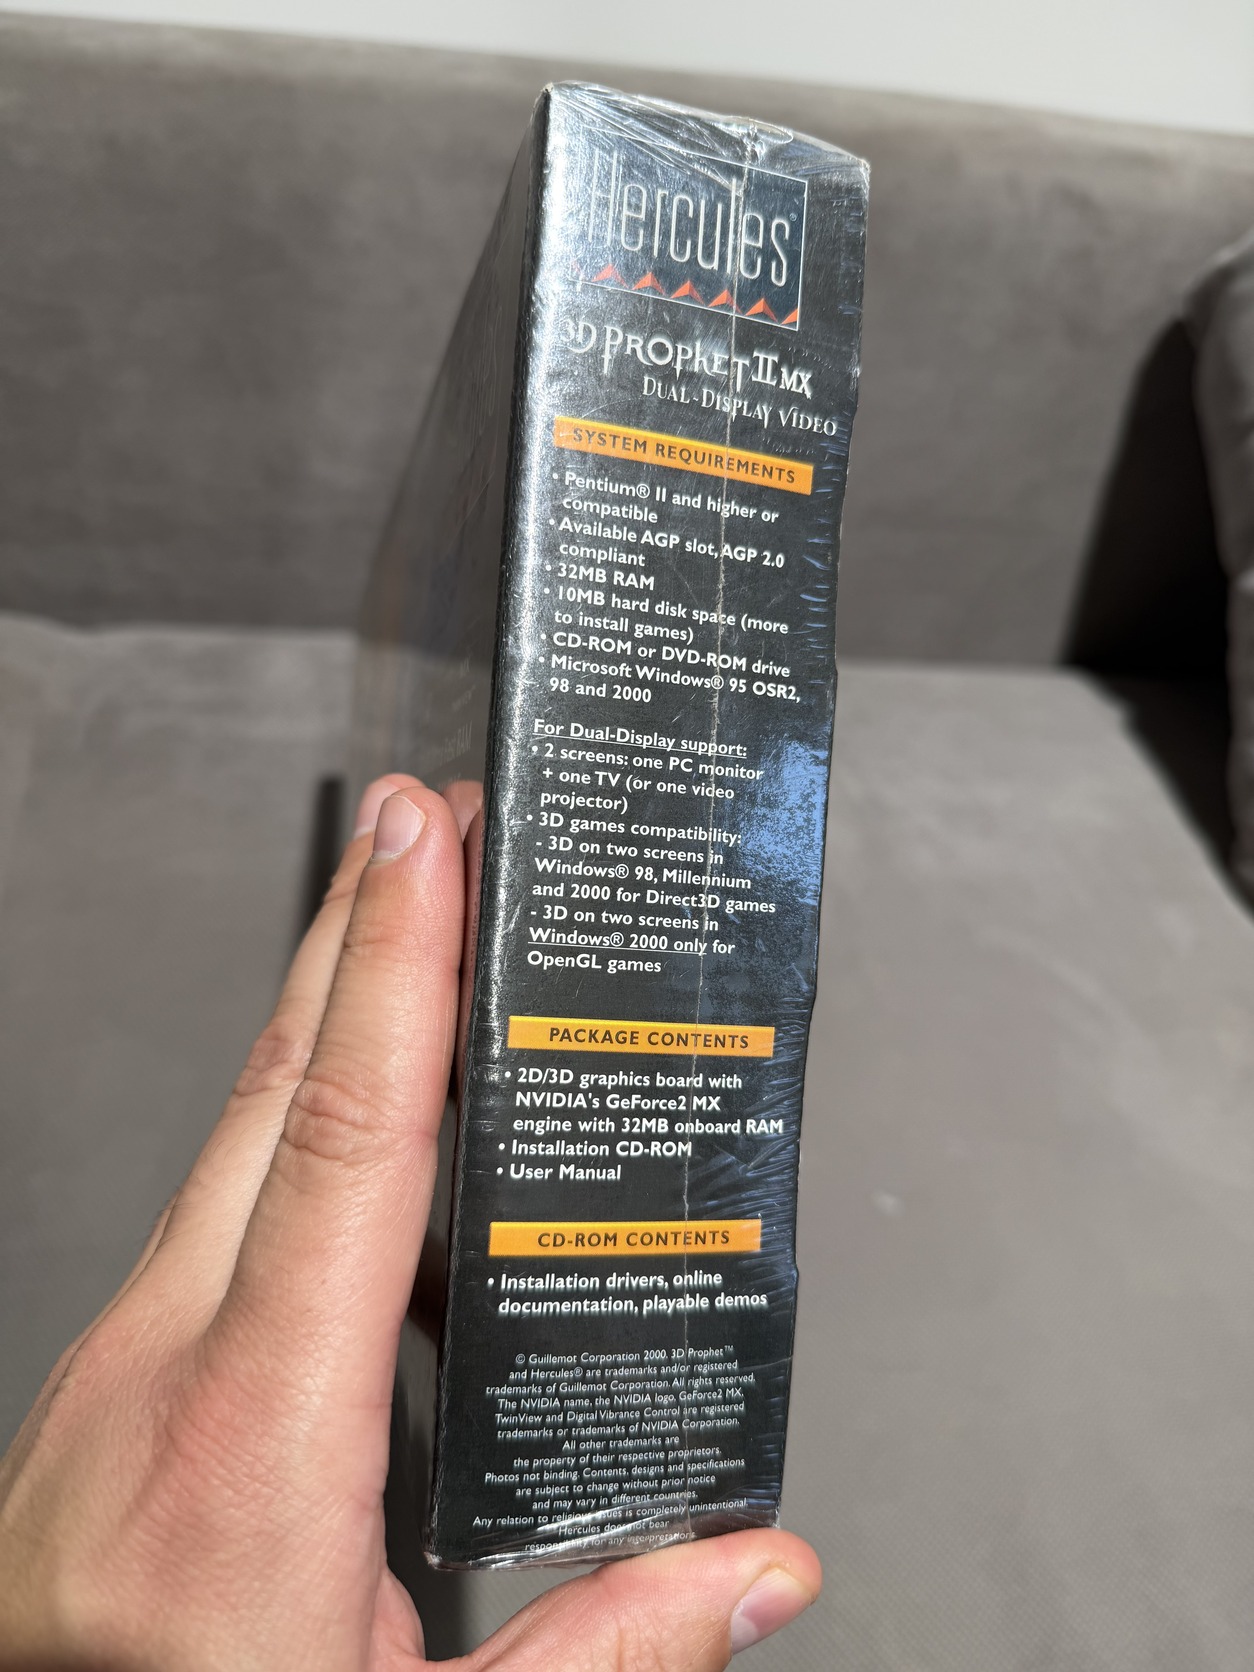 Hercules®
3D PROPHET II MX
DUAL-DISPLAY VIDEO
SYSTEM REQUIREMENTS
• Pentium® II and higher or
compatible
• Available AGP slot, AGP 2.0
compliant
• 32MB RAM
• 10MB hard disk space (more
to install games)
• CD-ROM or DVD-ROM drive
• Microsoft Windows® 95 OSR2,
98 and 2000
For Dual-Display support:
• 2 screens: one PC monitor
+ one TV (or one video
projector)
• 3D games compatibility:
- 3D on two screens in
Windows® 98, Millennium
and 2000 for Direct3D games
- 3D on two screens in
Windows® 2000 only for
OpenGL games
PACKAGE CONTENTS
• 2D/3D graphics board with
NVIDIA's GeForce2 MX
engine with 32MB onboard RAM
• Installation CD-ROM
• User Manual
CD-ROM CONTENTS
• Installation drivers, online
documentation, playable demos
© Guillemot Corporation 2000. 3D Prophet™
and Hercules® are trademarks and/or registered
trademarks of Guillemot Corporation. All rights reserved.
The NVIDIA name, the NVIDIA logo, GeForce2 MX,
TwinView and Digital Vibrance Control are registered
trademarks or trademarks of NVIDIA Corporation.
All other trademarks are
the property of their respective proprietors.
Photos not binding. Contents, designs and specifications
are subject to change without prior notice
and may vary in different countries.
Any relation to religious issues is completely unintentional.
Hercules does not bear
responsibility for any interpretations.